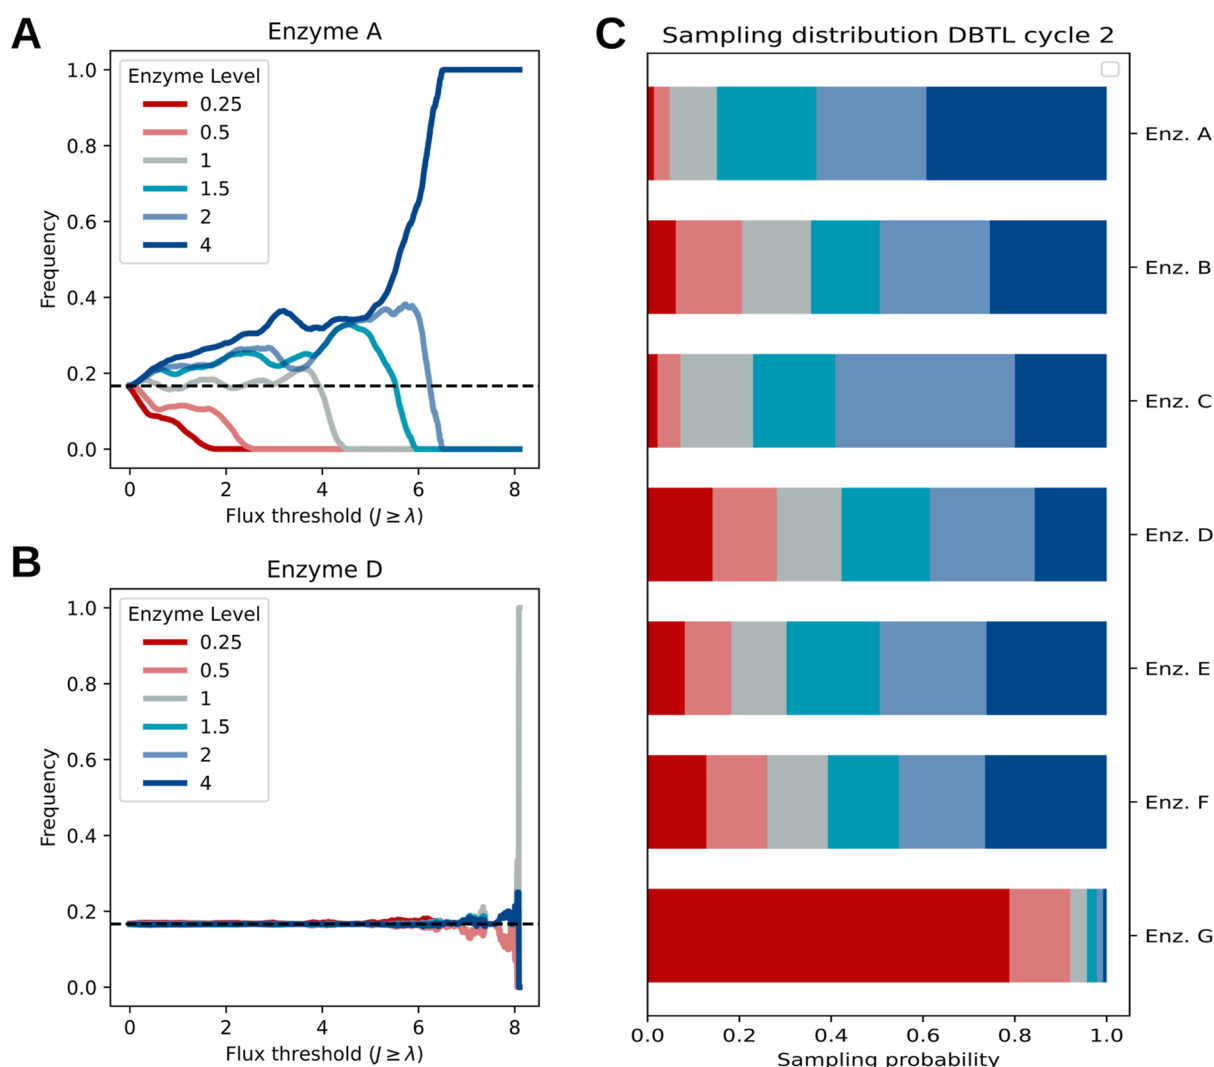 A
Enzyme A
Enzyme Level
0.25
0.5
1
1.5
2
4
Frequency
1.0
0.8
0.6
0.4
0.2
0.0
0 2 4 6 8
Flux threshold (J ≥ λ)
B
Enzyme D
Enzyme Level
0.25
0.5
1
1.5
2
4
Frequency
1.0
0.8
0.6
0.4
0.2
0.0
0 2 4 6 8
Flux threshold (J ≥ λ)
C
Sampling distribution DBTL cycle 2
Enz. A
Enz. B
Enz. C
Enz. D
Enz. E
Enz. F
Enz. G
0.0 0.2 0.4 0.6 0.8 1.0
Sampling probability